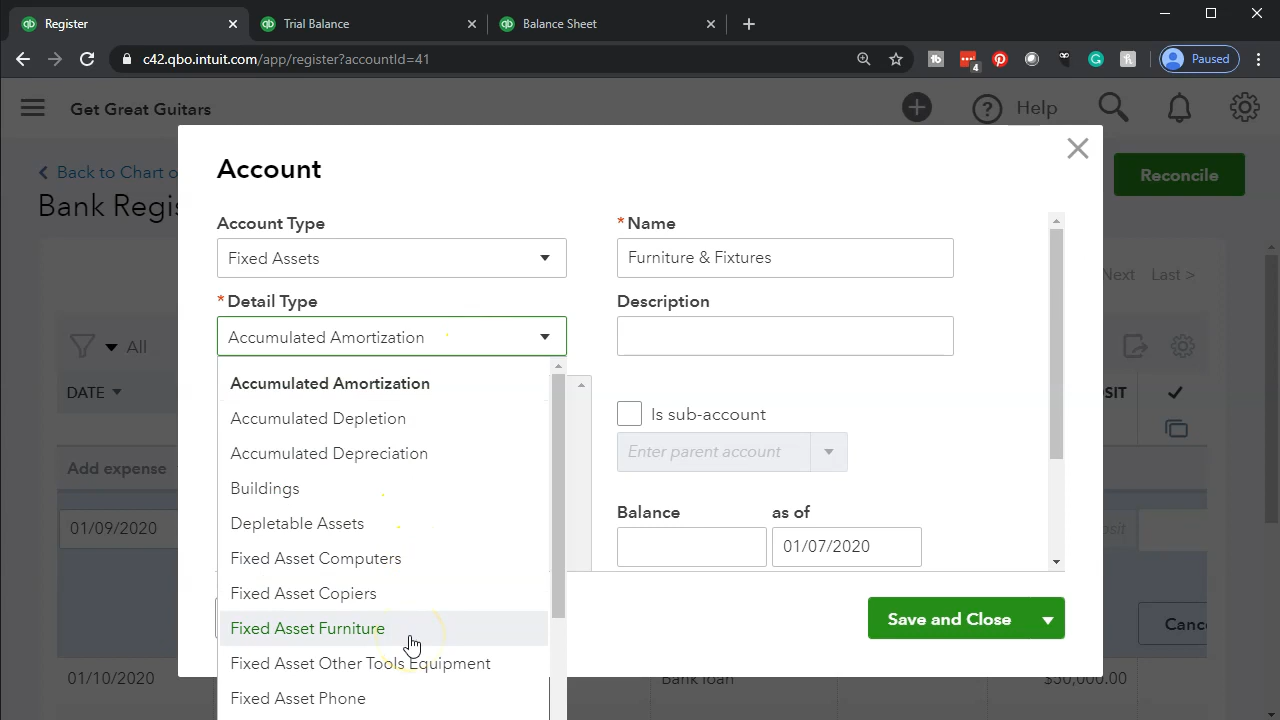 Register
Trial Balance
Balance Sheet
c42.qbo.intuit.com/app/register?accountId=41
4
Paused
Get Great Guitars
Help
Back to Chart o
Bank Regis
Reconcile
Account
Account Type
* Name
Fixed Assets
Furniture & Fixtures
Next Last >
* Detail Type
Description
Accumulated Amortization
All
Accumulated Amortization
DATE
SIT
Accumulated Depletion
Is sub-account
Accumulated Depreciation
Enter parent account
Add expense
Buildings
Balance
as of
Depletable Assets
01/09/2020
01/07/2020
Fixed Asset Computers
Fixed Asset Copiers
Save and Close
Fixed Asset Furniture
Canc
Fixed Asset Other Tools Equipment
01/10/2020
Bank loan
$50,000.00
Fixed Asset Phone